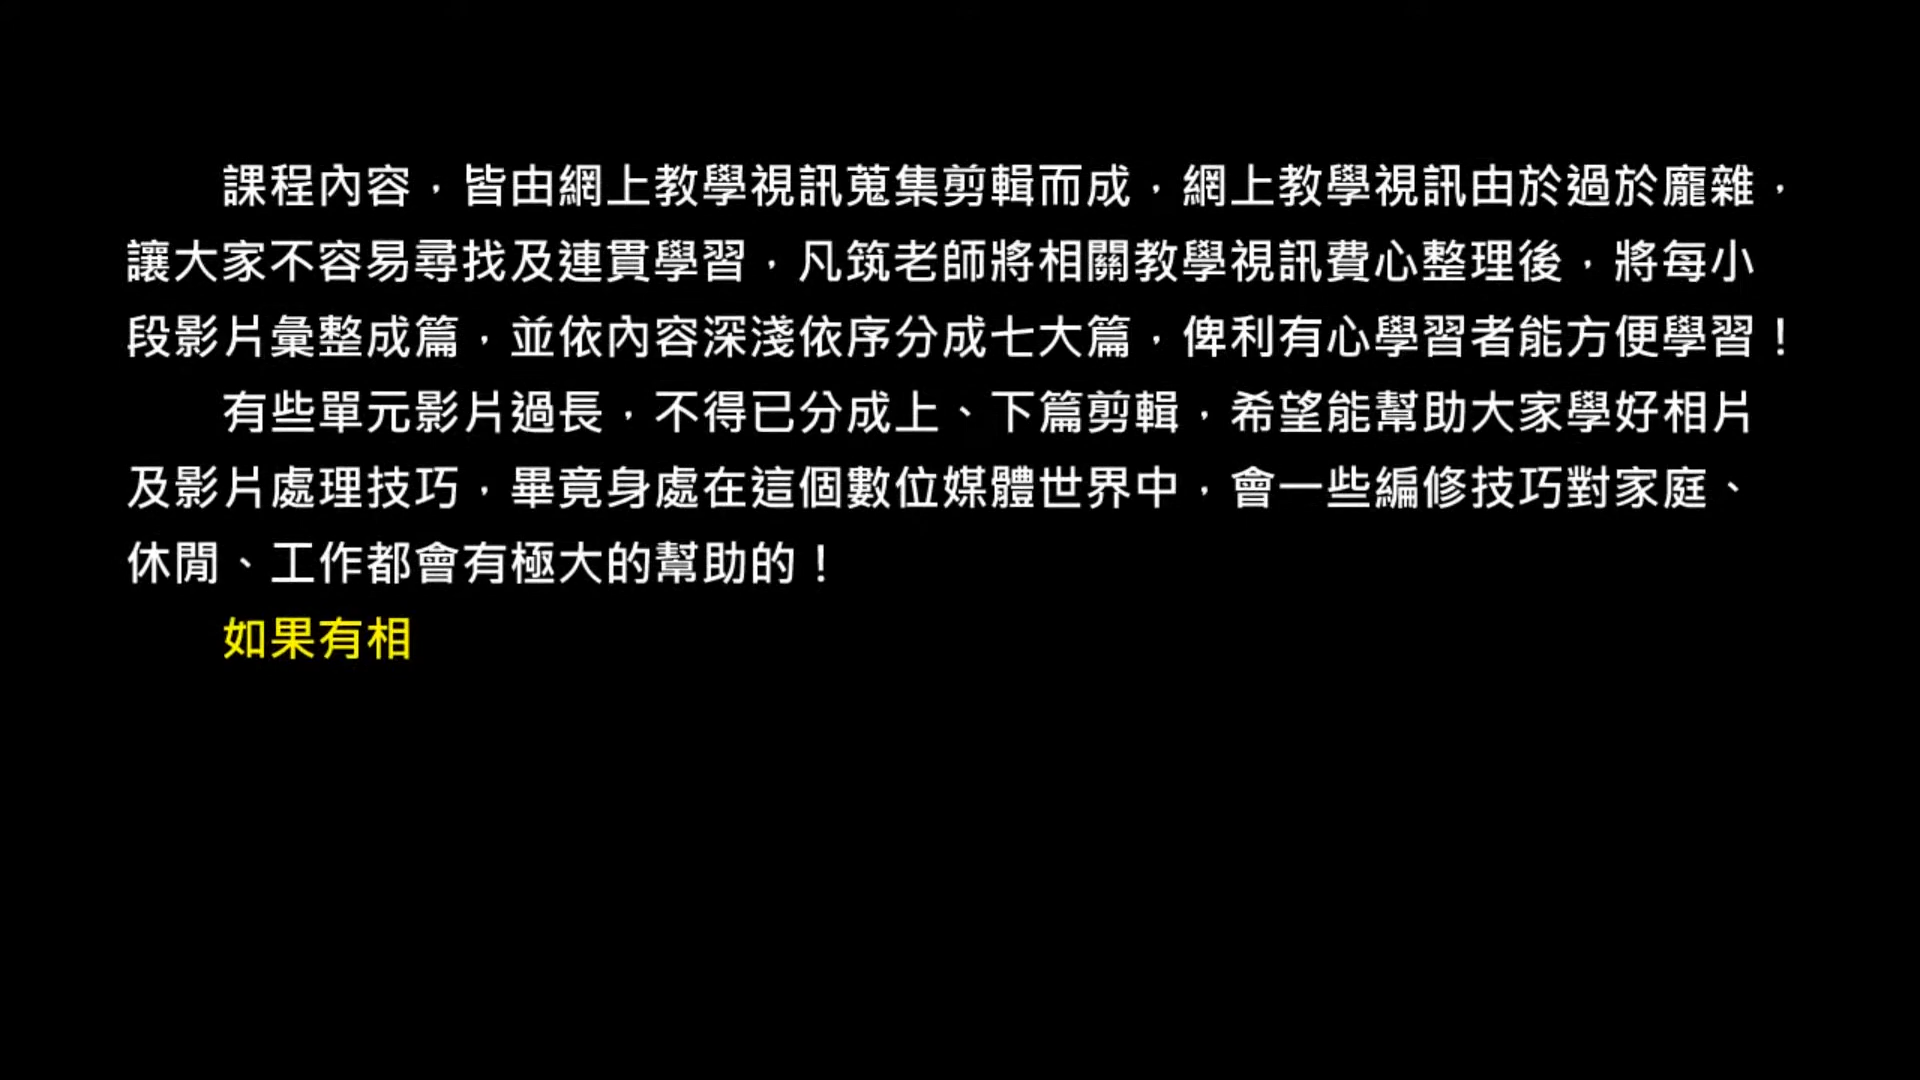 課程內容，皆由網上教學視訊蒐集剪輯而成，網上教學視訊由於過於龐雜，
讓大家不容易尋找及連貫學習，凡筑老師將相關教學視訊費心整理後，將每小
段影片彙整成篇，並依內容深淺依序分成七大篇，俾利有心學習者能方便學習！
有些單元影片過長，不得已分成上、下篇剪輯，希望能幫助大家學好相片
及影片處理技巧，畢竟身處在這個數位媒體世界中，會一些編修技巧對家庭、
休閒、工作都會有極大的幫助的！
如果有相